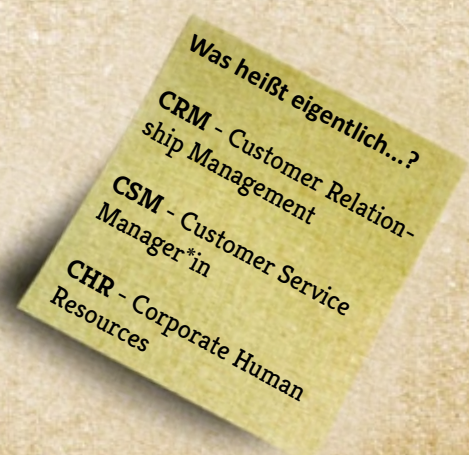 Was heißt eigentlich...?
CRM - Customer Relation-
ship Management
CSM - Customer Service
Manager*in
CHR - Corporate Human
Resources